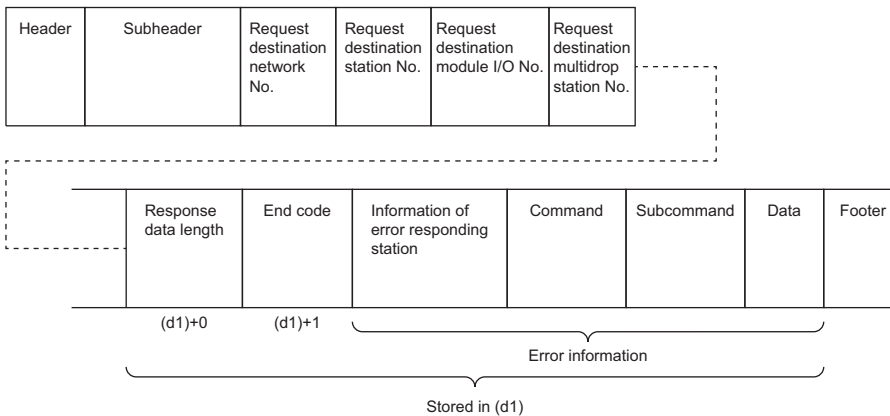 Header
Subheader
Request
destination
network
No.
Request
destination
station No.
Request
destination
module I/O No.
Request
destination
multidrop
station No.
Response
data length
End code
Information of
error responding
station
Command
Subcommand
Data
Footer
(d1)+0
(d1)+1
Error information
Stored in (d1)